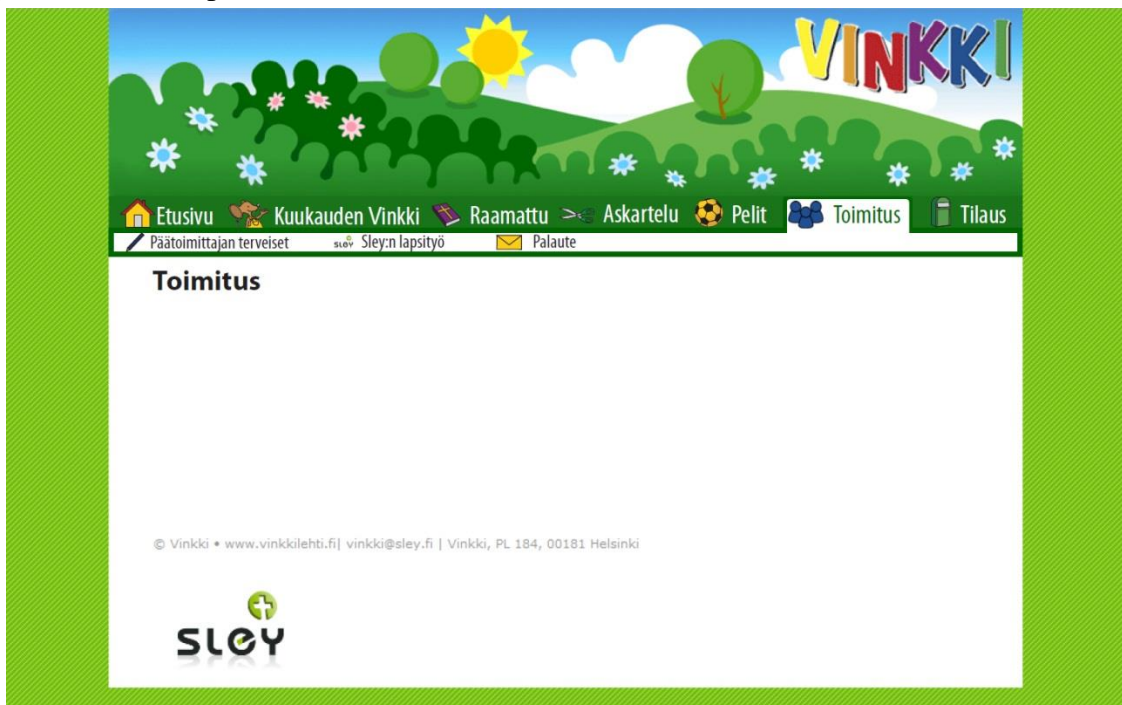 VINKKI
Etusivu Kuukauden Vinkki Raamattu Askartelu Pelit Toimitus Tilaus
Päätoimittajan terveiset SLEY Sley:n lapsityö Palaute
Toimitus
© Vinkki • www.vinkkilehti.fi| vinkki@sley.fi | Vinkki, PL 184, 00181 Helsinki
SLEY